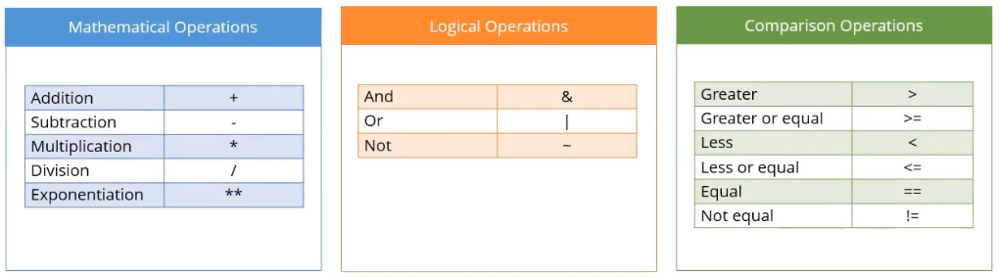 Mathematical Operations
Addition +
Subtraction -
Multiplication *
Division /
Exponentiation **
Logical Operations
And &
Or |
Not ~
Comparison Operations
Greater >
Greater or equal >=
Less <
Less or equal <=
Equal ==
Not equal !=